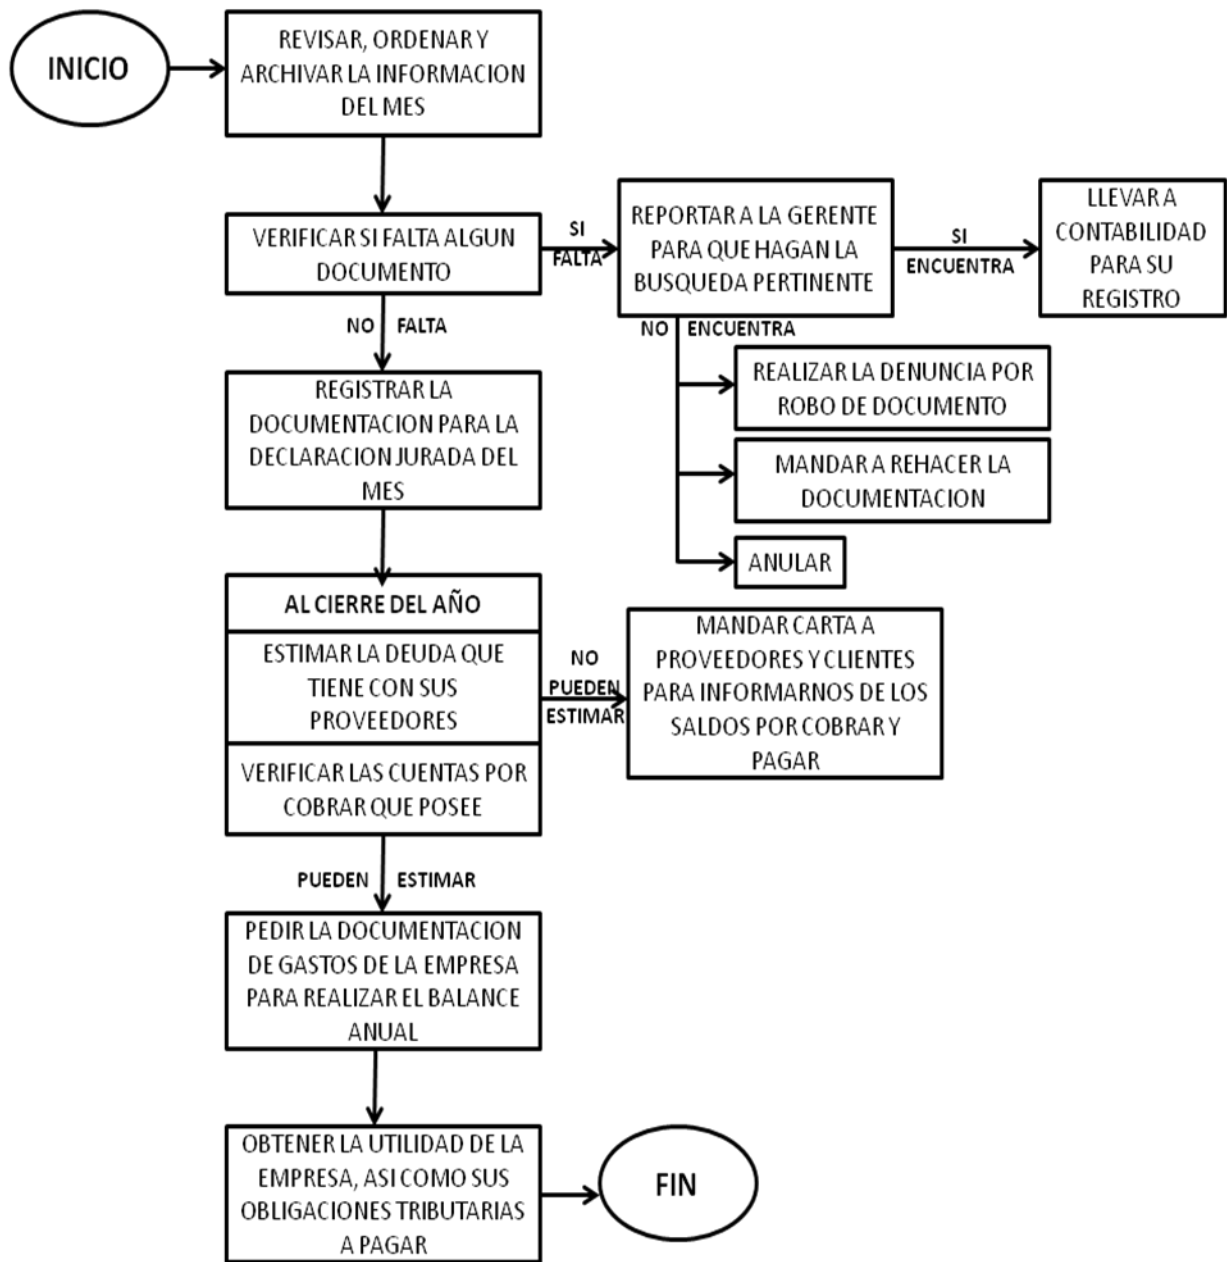 INICIO
REVISAR, ORDENAR Y
ARCHIVAR LA INFORMACION
DEL MES
VERIFICAR SI FALTA ALGUN
DOCUMENTO
SI
FALTA
REPORTAR A LA GERENTE
PARA QUE HAGAN LA
BUSQUEDA PERTINENTE
SI
ENCUENTRA
LLEVAR A
CONTABILIDAD
PARA SU
REGISTRO
NO FALTA
NO ENCUENTRA
REALIZAR LA DENUNCIA POR
ROBO DE DOCUMENTO
MANDAR A REHACER LA
DOCUMENTACION
ANULAR
REGISTRAR LA
DOCUMENTACION PARA LA
DECLARACION JURADA DEL
MES
AL CIERRE DEL AÑO
ESTIMAR LA DEUDA QUE
TIENE CON SUS
PROVEEDORES
VERIFICAR LAS CUENTAS POR
COBRAR QUE POSEE
NO
PUEDEN
ESTIMAR
MANDAR CARTA A
PROVEEDORES Y CLIENTES
PARA INFORMARNOS DE LOS
SALDOS POR COBRAR Y
PAGAR
PUEDEN ESTIMAR
PEDIR LA DOCUMENTACION
DE GASTOS DE LA EMPRESA
PARA REALIZAR EL BALANCE
ANUAL
OBTENER LA UTILIDAD DE LA
EMPRESA, ASI COMO SUS
OBLIGACIONES TRIBUTARIAS
A PAGAR
FIN